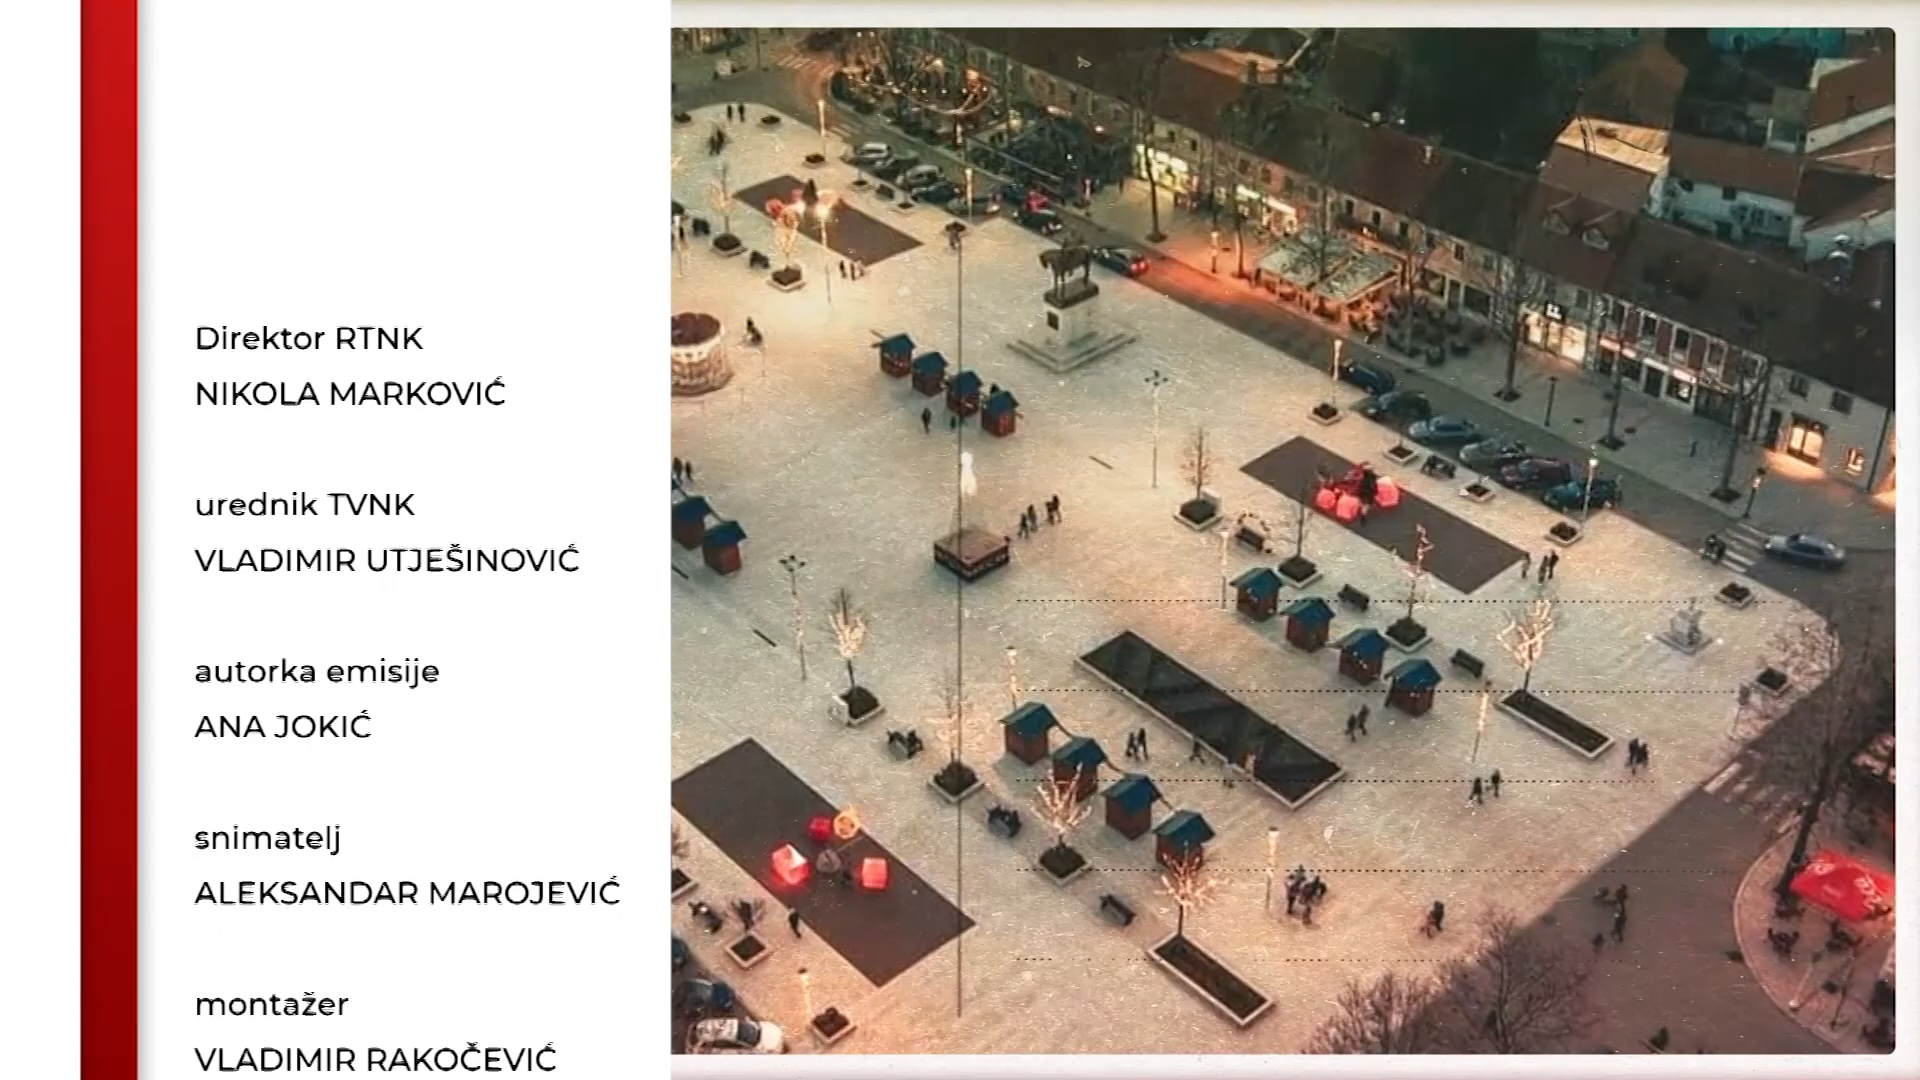 Direktor RTNK
NIKOLA MARKOVIĆ
urednik TVNK
VLADIMIR UTJEŠINOVIĆ
autorka emisije
ANA JOKIĆ
snimatelj
ALEKSANDAR MAROJEVIĆ
montažer
VLADIMIR RAKOČEVIĆ